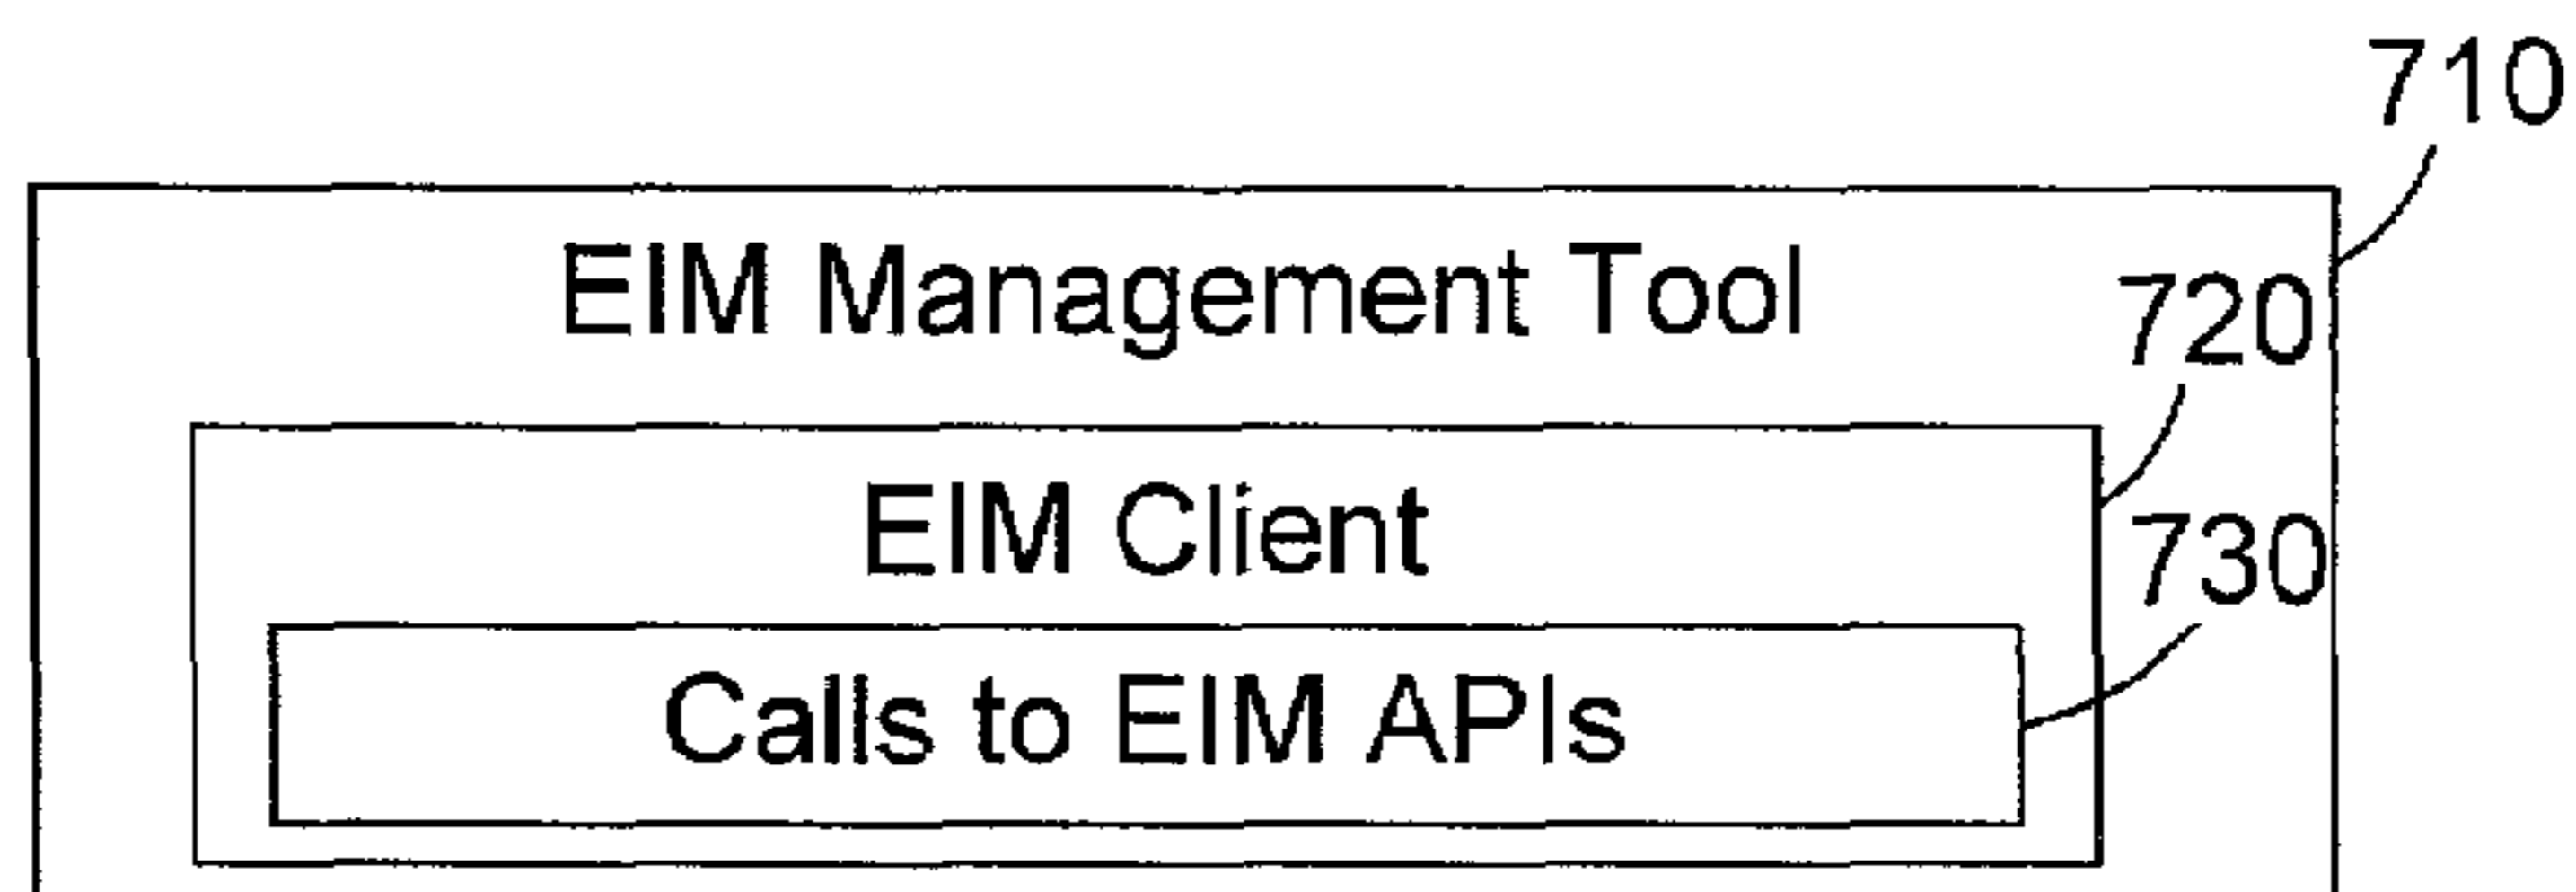 710
EIM Management Tool
720
EIM Client
730
Calls to EIM APIs